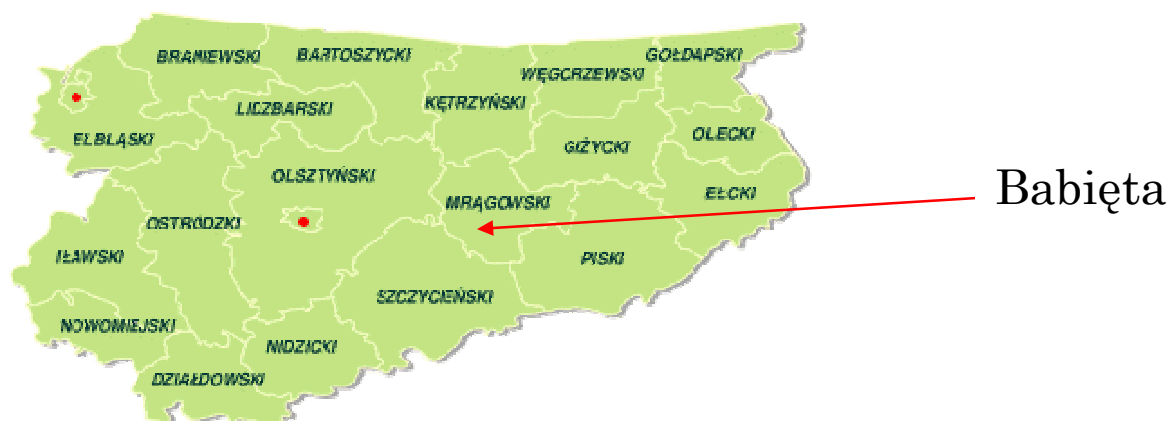 BRANIEWSKI
BARTOSZYCKI
GOŁDAPSKI
WĘGCRZEWSKI
KĘTRZYŃSKI
LIDZBARSKI
ELBLĄSKI
GIŻYCKI
OLECKI
OLSZTYŃSKI
MRĄGOWSKI
EŁCKI
Babięta
OSTRÓDZKI
IŁAWSKI
PISKI
SZCZYCIEŃSKI
NOWOMIEJSKI
NIDZICKI
DZIAŁDOWSKI